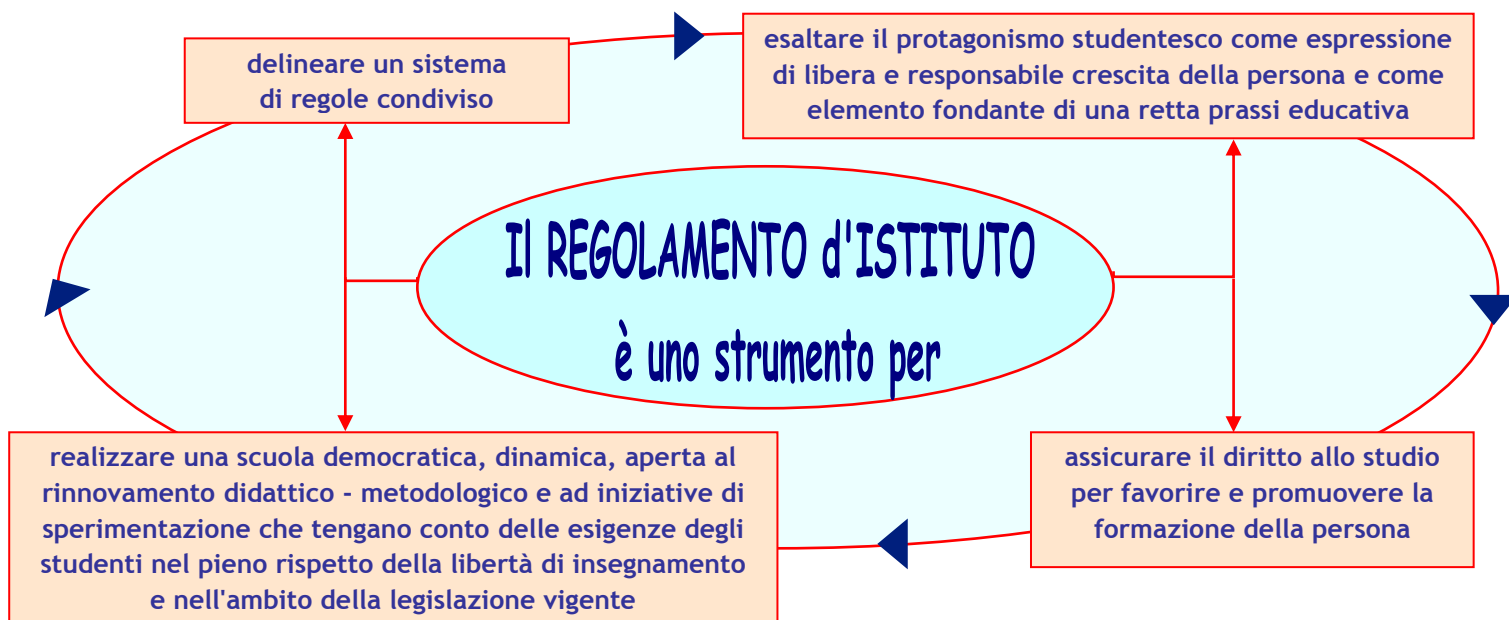 delineare un sistema
di regole condiviso
esaltare il protagonismo studentesco come espressione
di libera e responsabile crescita della persona e come
elemento fondante di una retta prassi educativa
Il REGOLAMENTO d'ISTITUTO
è uno strumento per
realizzare una scuola democratica, dinamica, aperta al
rinnovamento didattico - metodologico e ad iniziative di
sperimentazione che tengano conto delle esigenze degli
studenti nel pieno rispetto della libertà di insegnamento
e nell'ambito della legislazione vigente
assicurare il diritto allo studio
per favorire e promuovere la
formazione della persona